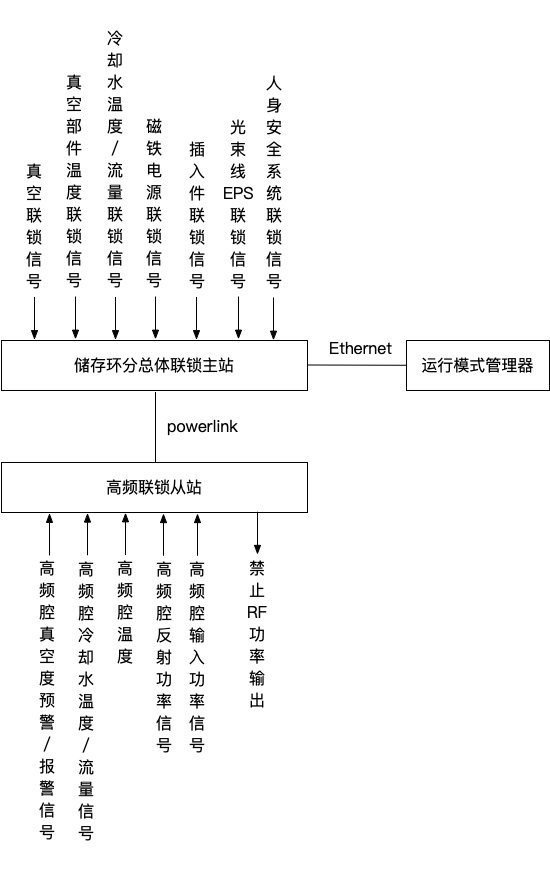 真空联锁信号
真空部件温度联锁信号
冷却水温度/流量联锁信号
磁铁电源联锁信号
插入件联锁信号
光束线EPS联锁信号
人身安全系统联锁信号
储存环分总体联锁主站
Ethernet
运行模式管理器
powerlink
高频联锁从站
高频腔真空度预警/报警信号
高频腔冷却水温度/流量信号
高频腔温度
高频腔反射功率信号
高频腔输入功率信号
禁止RF功率输出